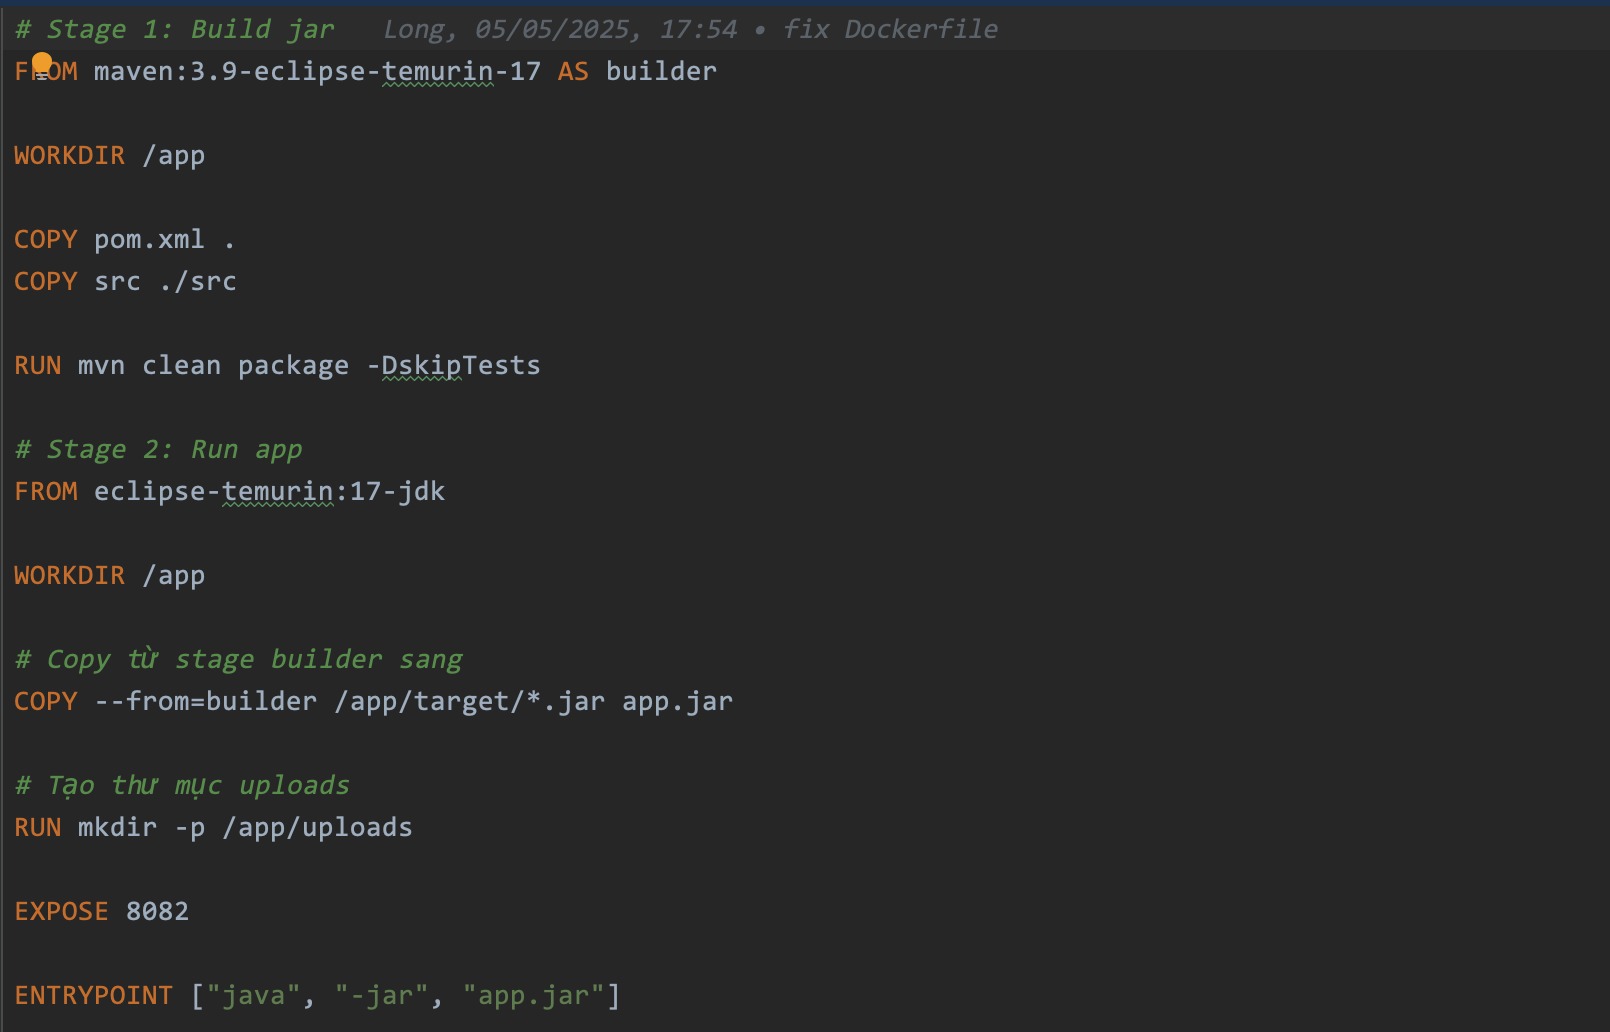 # Stage 1: Build jar Long, 05/05/2025, 17:54 • fix Dockerfile
FROM maven:3.9-eclipse-temurin-17 AS builder
WORKDIR /app
COPY pom.xml .
COPY src ./src
RUN mvn clean package -DskipTests
# Stage 2: Run app
FROM eclipse-temurin:17-jdk
WORKDIR /app
# Copy từ stage builder sang
COPY --from=builder /app/target/*.jar app.jar
# Tạo thư mục uploads
RUN mkdir -p /app/uploads
EXPOSE 8082
ENTRYPOINT ["java", "-jar", "app.jar"]